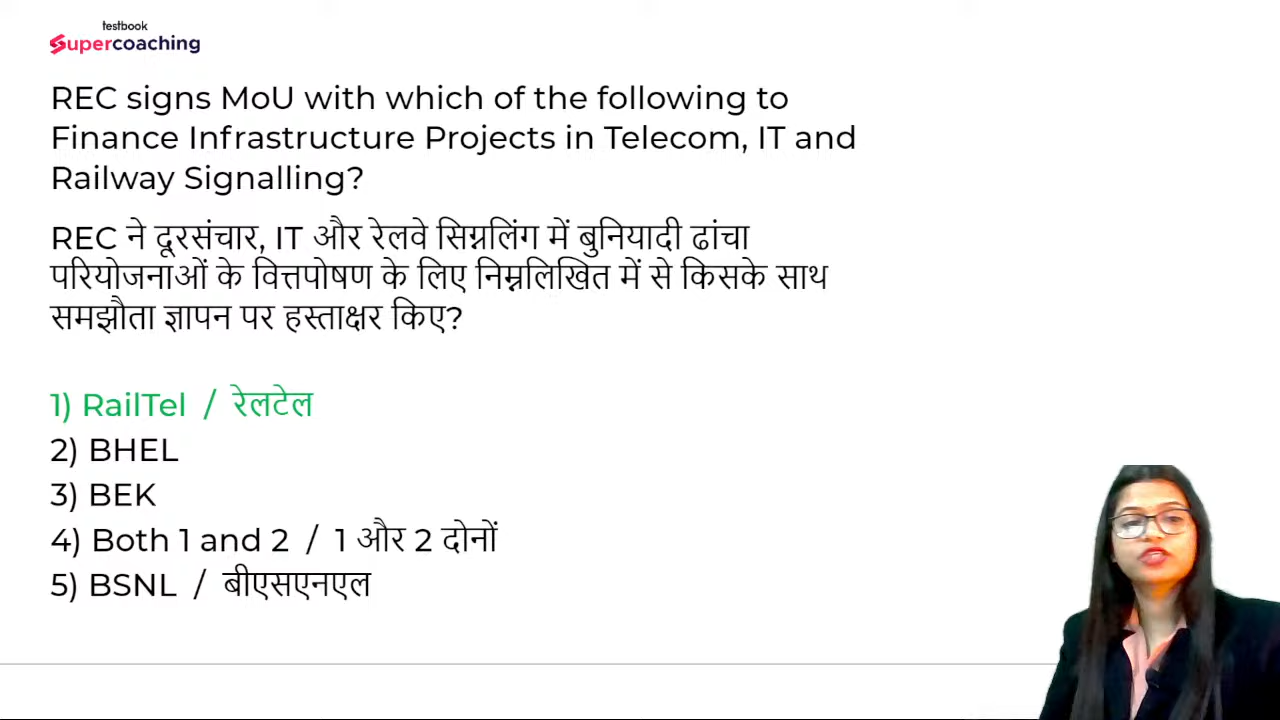 testbook
Supercoaching
REC signs MoU with which of the following to
Finance Infrastructure Projects in Telecom, IT and
Railway Signalling?
REC ने दूरसंचार, IT और रेलवे सिग्नलिंग में बुनियादी ढांचा
परियोजनाओं के वित्तपोषण के लिए निम्नलिखित में से किसके साथ
समझौता ज्ञापन पर हस्ताक्षर किए?
1) RailTel / रेलटेल
2) BHEL
3) BEK
4) Both 1 and 2 / 1 और 2 दोनों
5) BSNL / बीएसएनएल